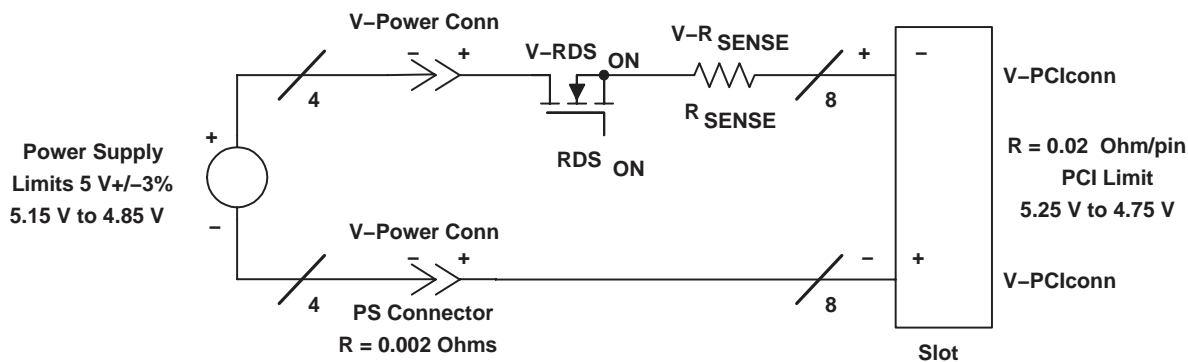 V–Power Conn
V–RDS ON
V–R SENSE
– +
+ –
4
8
R SENSE
RDS ON
V–PCIconn
+
Power Supply
Limits 5 V+/–3%
5.15 V to 4.85 V
–
R = 0.02 Ohm/pin
PCI Limit
5.25 V to 4.75 V
V–Power Conn
– +
– +
4
8
V–PCIconn
PS Connector
R = 0.002 Ohms
Slot